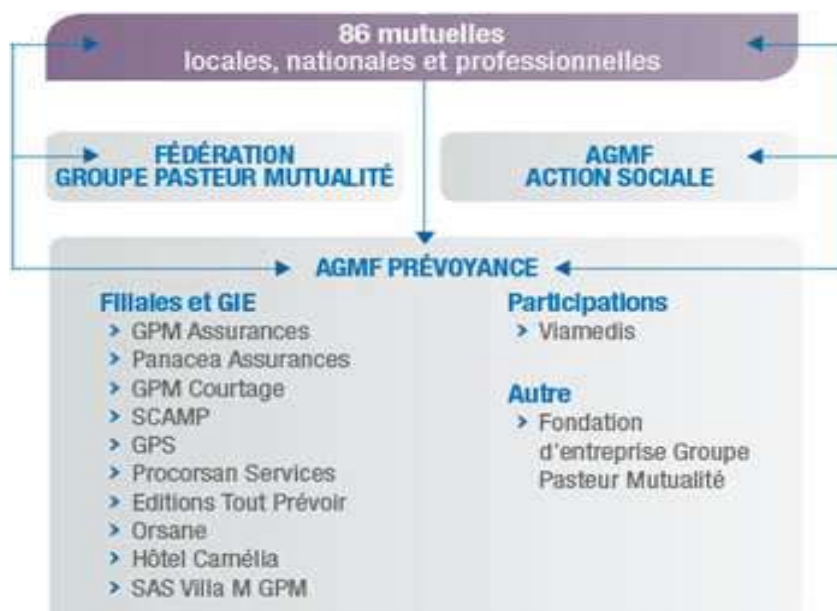 86 mutuelles
locales, nationales et professionnelles
FÉDÉRATION
GROUPE PASTEUR MUTUALITÉ
AGMF
ACTION SOCIALE
AGMF PRÉVOYANCE
Filiales et GIE
> GPM Assurances
> Panacea Assurances
> GPM Courtage
> SCAMP
> GPS
> Procorsan Services
> Editions Tout Prévoir
> Orsane
> Hôtel Camélia
> SAS Villa M GPM
Participations
> Viamedis
Autre
> Fondation
d'entreprise Groupe
Pasteur Mutualité